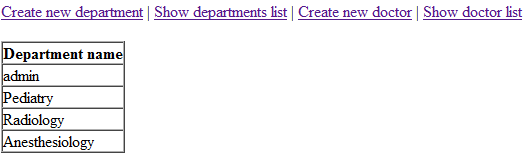 Create new department | Show departments list | Create new doctor | Show doctor list
Department name
admin
Pediatry
Radiology
Anesthesiology